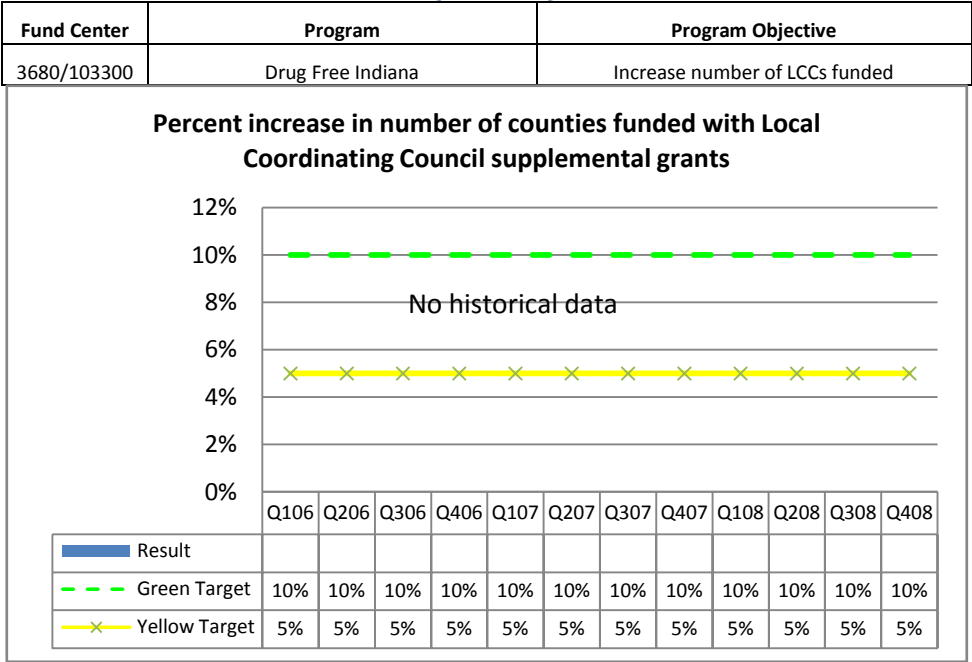 Fund Center Program Program Objective
3680/103300 Drug Free Indiana Increase number of LCCs funded
Percent increase in number of counties funded with Local
Coordinating Council supplemental grants
12%
10%
8%
No historical data
6%
4%
2%
0%
Q106 Q206 Q306 Q406 Q107 Q207 Q307 Q407 Q108 Q208 Q308 Q408
Result
Green Target 10% 10% 10% 10% 10% 10% 10% 10% 10% 10% 10% 10%
Yellow Target 5% 5% 5% 5% 5% 5% 5% 5% 5% 5% 5% 5%